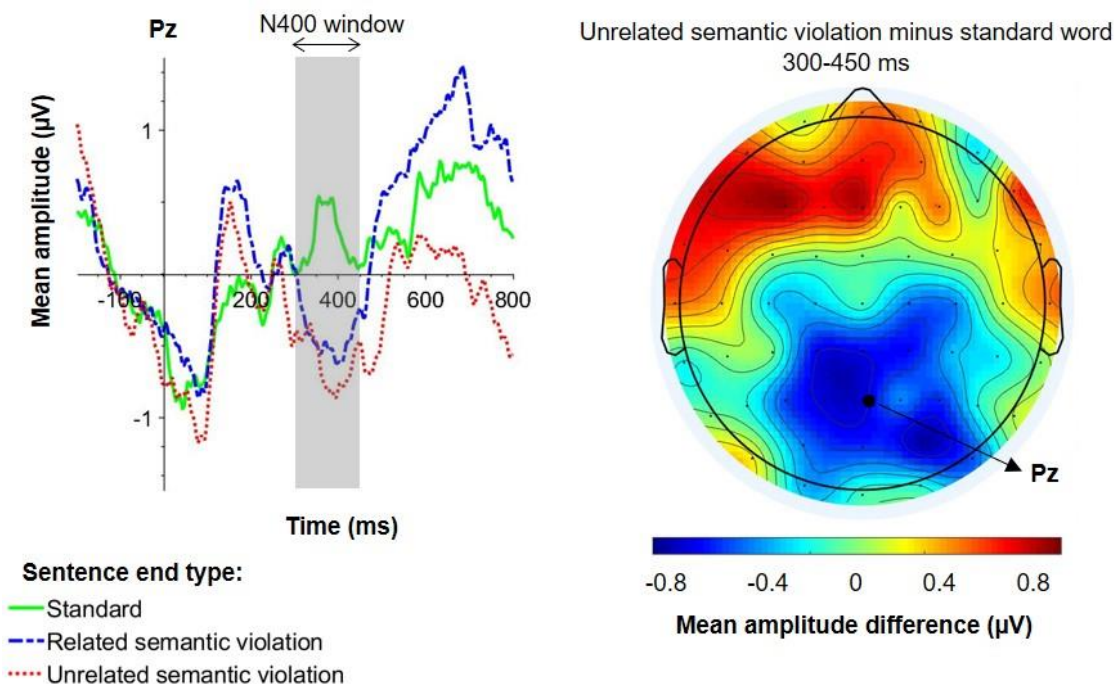 Pz
N400 window
Mean amplitude (µV)
1
-1
-100
200
400
600
800
Time (ms)
Sentence end type:
Standard
Related semantic violation
Unrelated semantic violation
Unrelated semantic violation minus standard word
300-450 ms
Pz
-0.8 -0.4 0 0.4 0.8
Mean amplitude difference (µV)